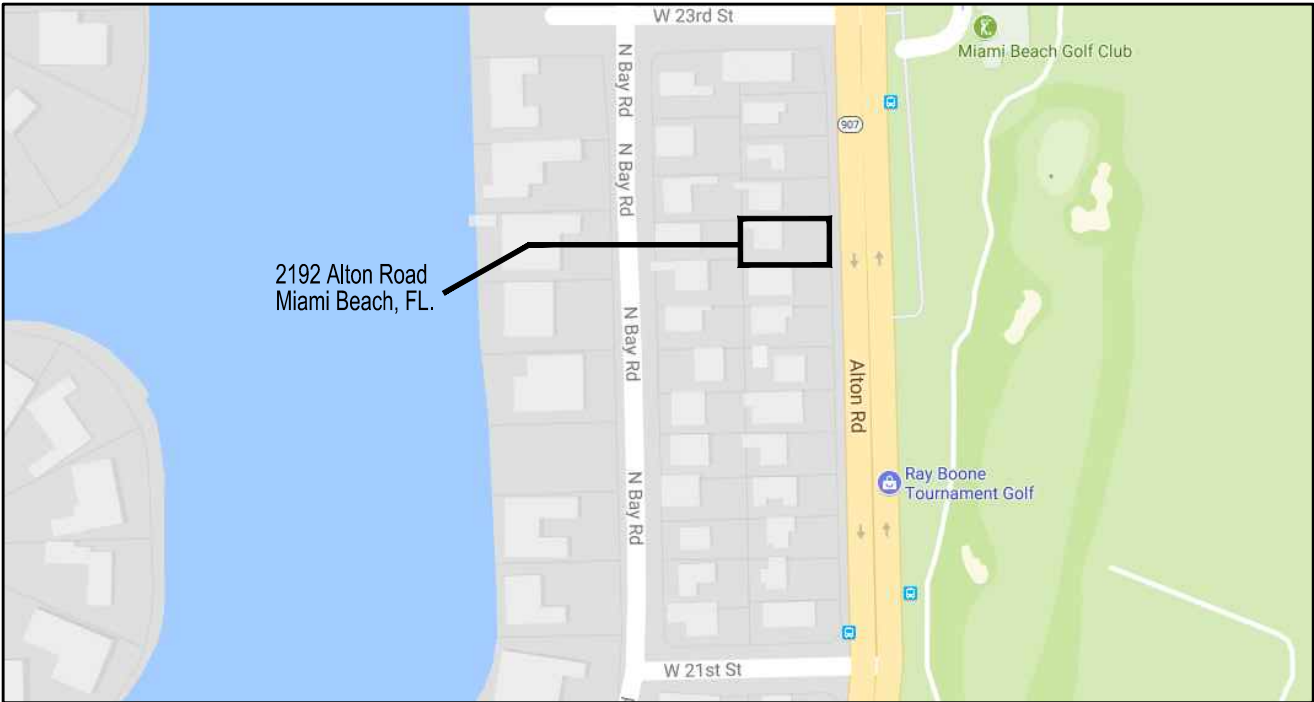 W 23rd St
Miami Beach Golf Club
N Bay Rd
907
N Bay Rd
2192 Alton Road
Miami Beach, FL.
N Bay Rd
Alton Rd
Ray Boone
Tournament Golf
N Bay Rd
W 21st St